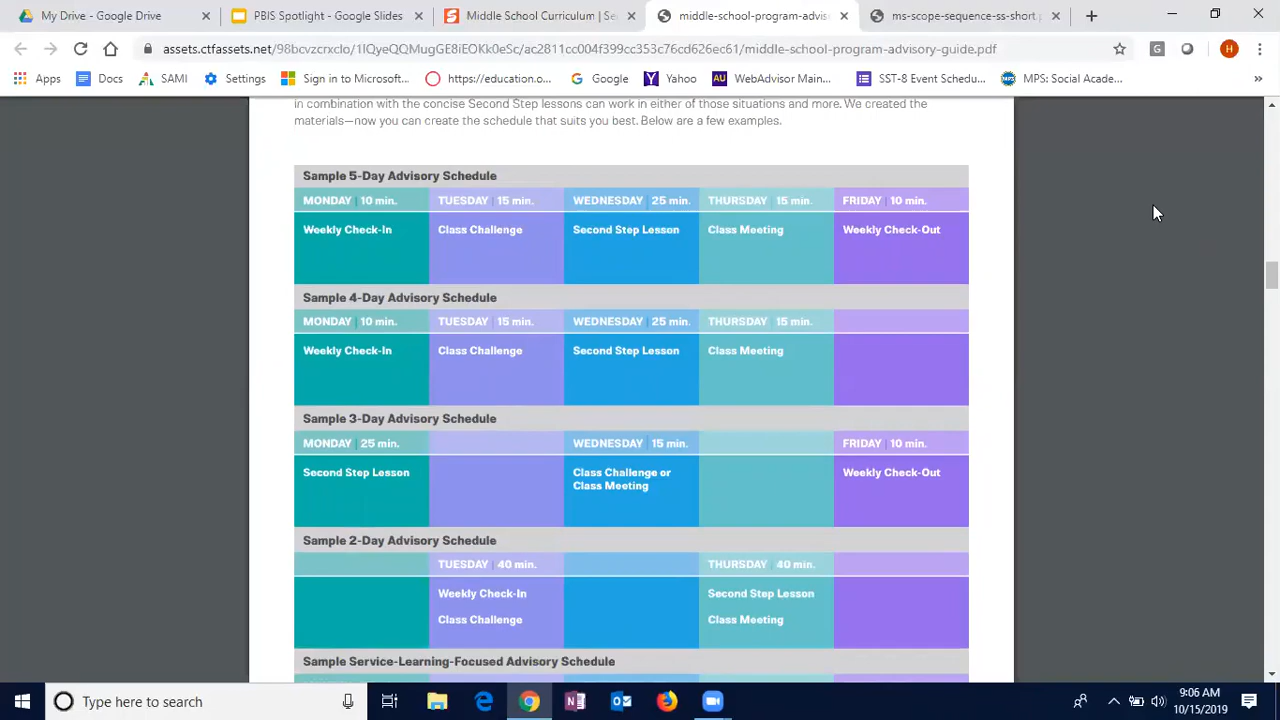 My Drive - Google Drive
PBIS Spotlight - Google Slides
Middle School Curriculum | Se
middle-school-program-advis
ms-scope-sequence-ss-short.p
assets.ctfassets.net/98bcvzcrxclo/1IQyeQQMugGE8iEOKk0eSc/ac2811cc004f399cc353c76cd626ec61/middle-school-program-advisory-guide.pdf
Apps
Docs
SAMI
Settings
Sign in to Microsoft...
https://education.o...
Google
Yahoo
WebAdvisor Main...
SST-8 Event Schedu...
MPS: Social Acade...
in combination with the concise Second Step lessons can work in either of those situations and more. We created the
materials—now you can create the schedule that suits you best. Below are a few examples.
Sample 5-Day Advisory Schedule
MONDAY | 10 min. TUESDAY | 15 min. WEDNESDAY | 25 min. THURSDAY | 15 min. FRIDAY | 10 min.
Weekly Check-In Class Challenge Second Step Lesson Class Meeting Weekly Check-Out
Sample 4-Day Advisory Schedule
MONDAY | 10 min. TUESDAY | 15 min. WEDNESDAY | 25 min. THURSDAY | 15 min.
Weekly Check-In Class Challenge Second Step Lesson Class Meeting
Sample 3-Day Advisory Schedule
MONDAY | 25 min. WEDNESDAY | 15 min. FRIDAY | 10 min.
Second Step Lesson Class Challenge or Weekly Check-Out
Class Meeting
Sample 2-Day Advisory Schedule
TUESDAY | 40 min. THURSDAY | 40 min.
Weekly Check-In Second Step Lesson
Class Challenge Class Meeting
Sample Service-Learning-Focused Advisory Schedule
Type here to search
9:06 AM
10/15/2019